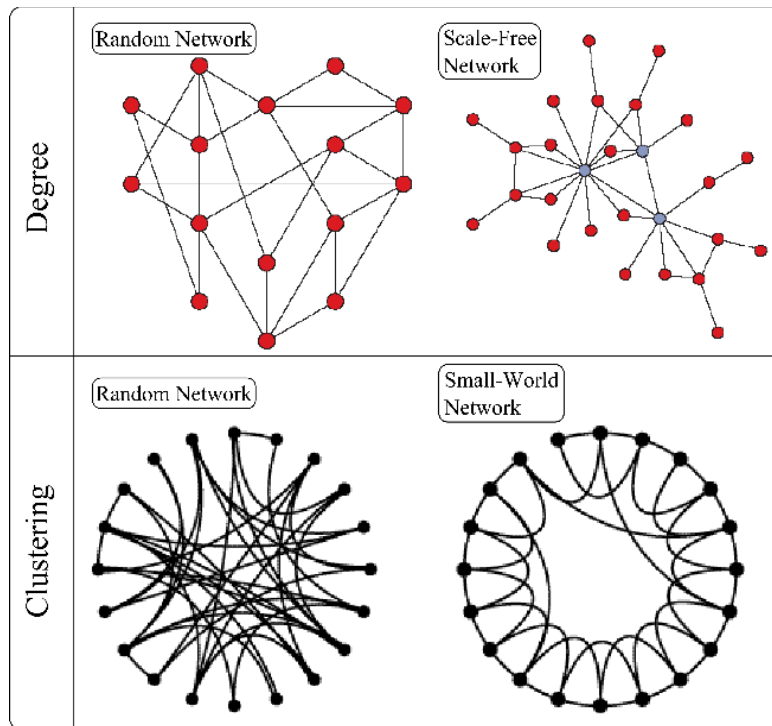 Random Network
Scale-Free
Network
Degree
Random Network
Small-World
Network
Clustering